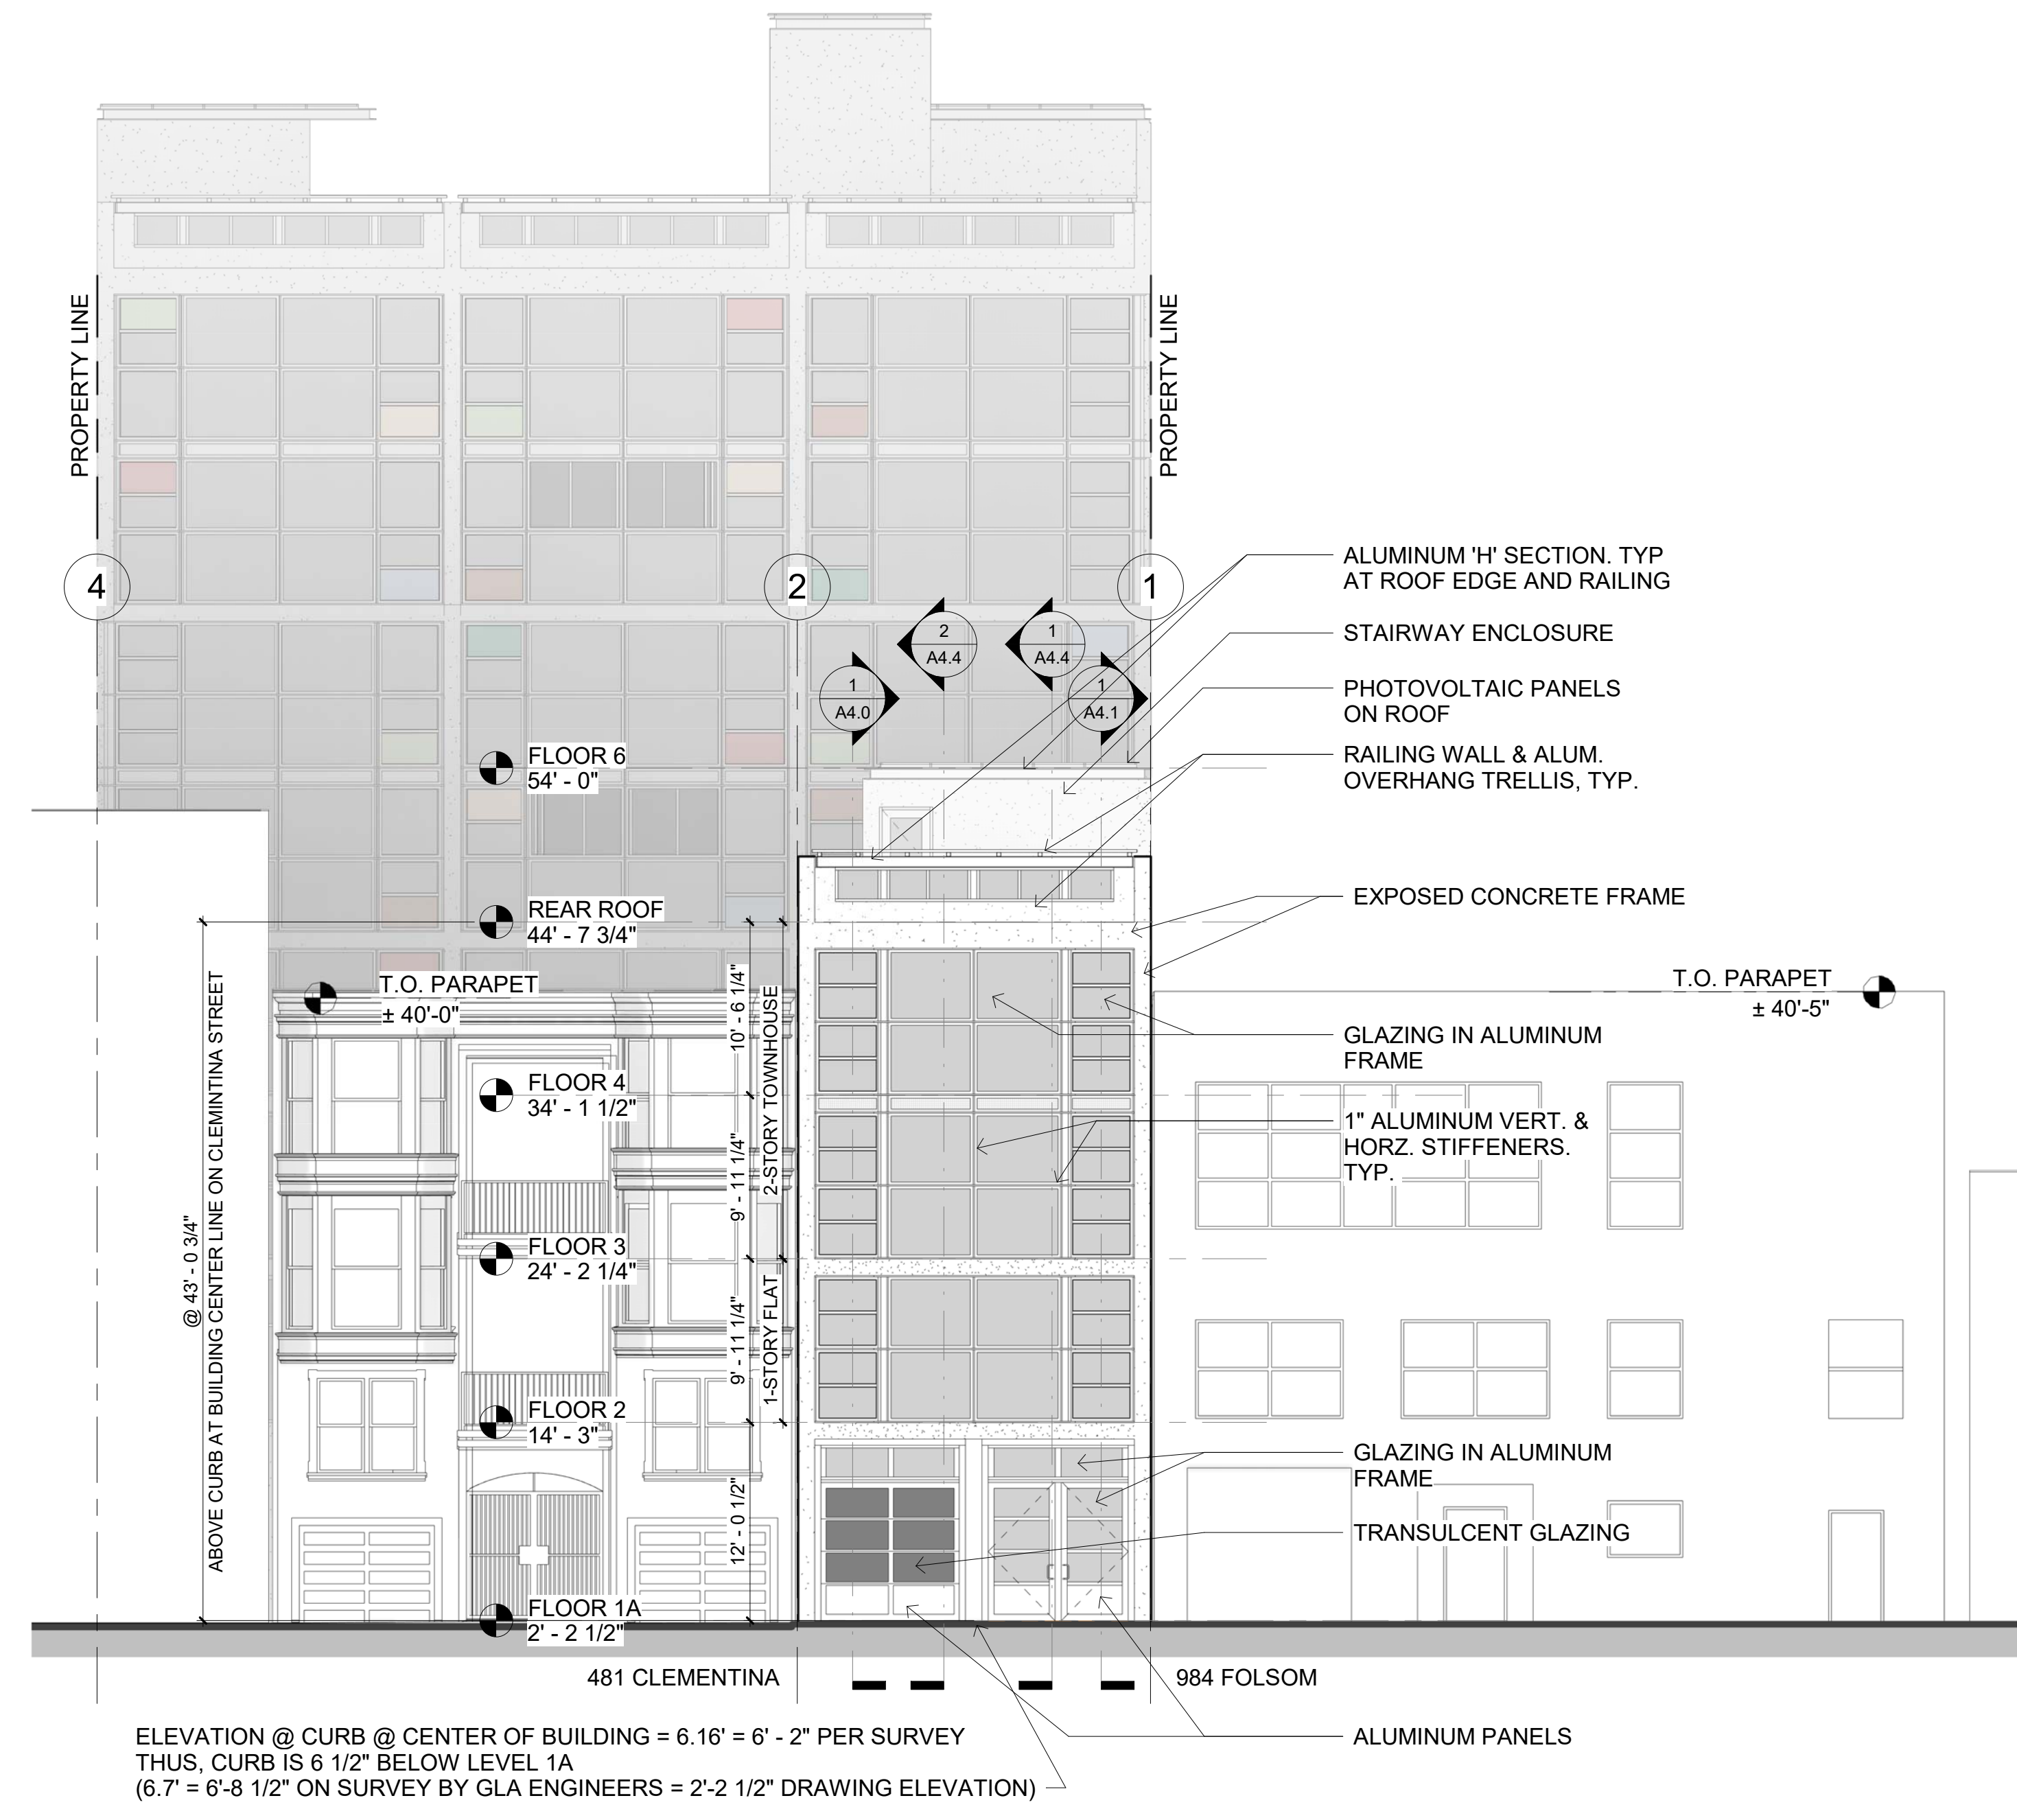 PROPERTY LINE
PROPERTY LINE
4
2
1
ALUMINUM 'H' SECTION. TYP
AT ROOF EDGE AND RAILING
2
A4.4
1
A4.4
STAIRWAY ENCLOSURE
1
A4.0
1
A4.1
PHOTOVOLTAIC PANELS
ON ROOF
FLOOR 6
54' - 0"
RAILING WALL & ALUM.
OVERHANG TRELLIS, TYP.
EXPOSED CONCRETE FRAME
REAR ROOF
44' - 7 3/4"
T.O. PARAPET
± 40'-0"
T.O. PARAPET
± 40'-5"
10' - 6 1/4"
2-STORY TOWNHOUSE
GLAZING IN ALUMINUM
FRAME
FLOOR 4
34' - 1 1/2"
1" ALUMINUM VERT. &
HORZ. STIFFENERS.
TYP.
9' - 11 1/4"
@ 43' - 0 3/4"
ABOVE CURB AT BUILDING CENTER LINE ON CLEMINTINA STREET
FLOOR 3
24' - 2 1/4"
9' - 11 1/4"
1-STORY FLAT
FLOOR 2
14' - 3"
GLAZING IN ALUMINUM
FRAME
12' - 0 1/2"
TRANSULCENT GLAZING
FLOOR 1A
2' - 2 1/2"
481 CLEMENTINA
984 FOLSOM
ALUMINUM PANELS
ELEVATION @ CURB @ CENTER OF BUILDING = 6.16' = 6' - 2" PER SURVEY
THUS, CURB IS 6 1/2" BELOW LEVEL 1A
(6.7' = 6'-8 1/2" ON SURVEY BY GLA ENGINEERS = 2'-2 1/2" DRAWING ELEVATION)